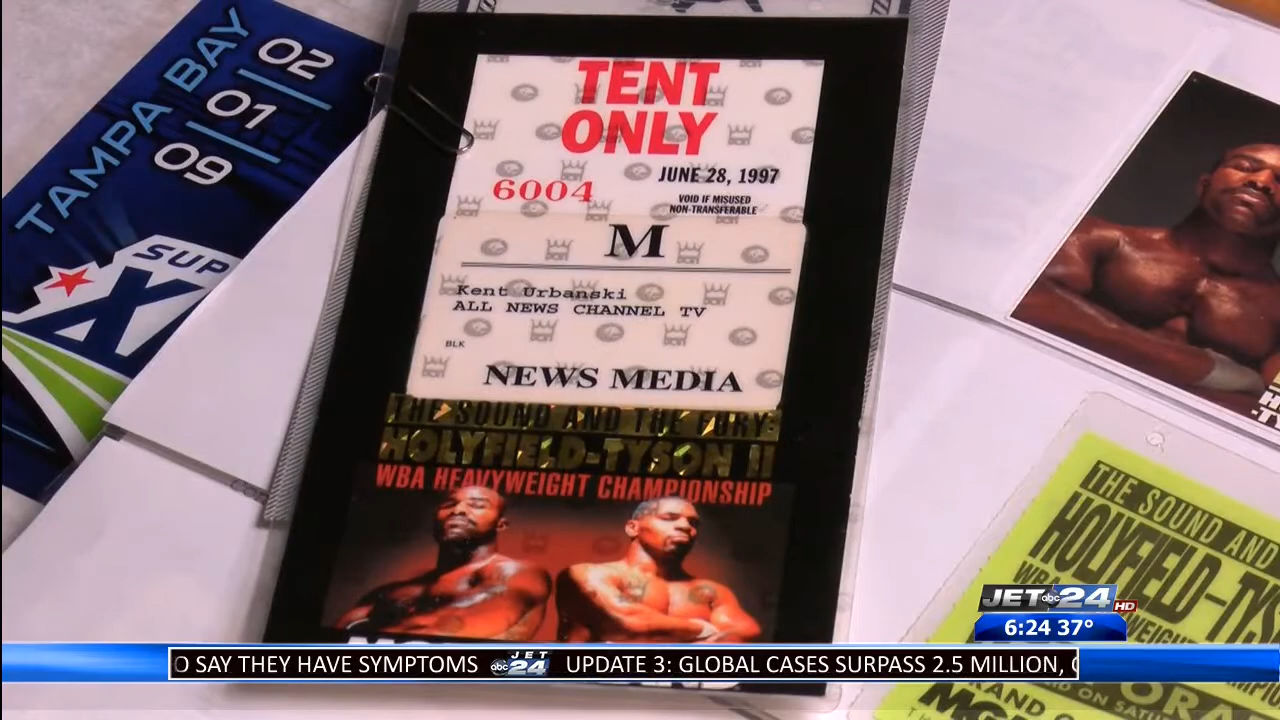 TAMPA BAY
02
01
09
SUP
X
TENT
ONLY
JUNE 28, 1997
6004
VOID IF MISUSED
NON-TRANSFERABLE
M
Kent Urbanski
ALL NEWS CHANNEL TV
BLK
NEWS MEDIA
THE SOUND AND THE FURY:
HOLYFIELD-TYSON II
WBA HEAVYWEIGHT CHAMPIONSHIP
THE SOUND AND
HOLYFIELD-TYS
JET abc 24 HD
6:24 37°
O SAY THEY HAVE SYMPTOMS abc JET 24 UPDATE 3: GLOBAL CASES SURPASS 2.5 MILLION,